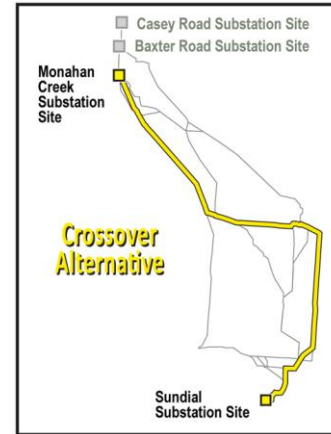 Casey Road Substation Site
Baxter Road Substation Site
Monahan
Creek
Substation
Site
Crossover
Alternative
Sundial
Substation Site